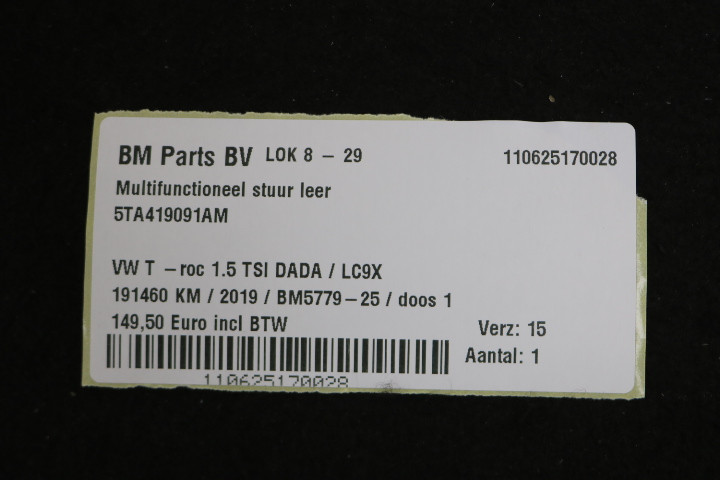 BM Parts BV LOK 8 - 29 110625170028
Multifunctioneel stuur leer
5TA419091AM
VW T -roc 1.5 TSI DADA / LC9X
191460 KM / 2019 / BM5779-25 / doos 1
149,50 Euro incl BTW
Verz: 15
Aantal: 1
110625170028